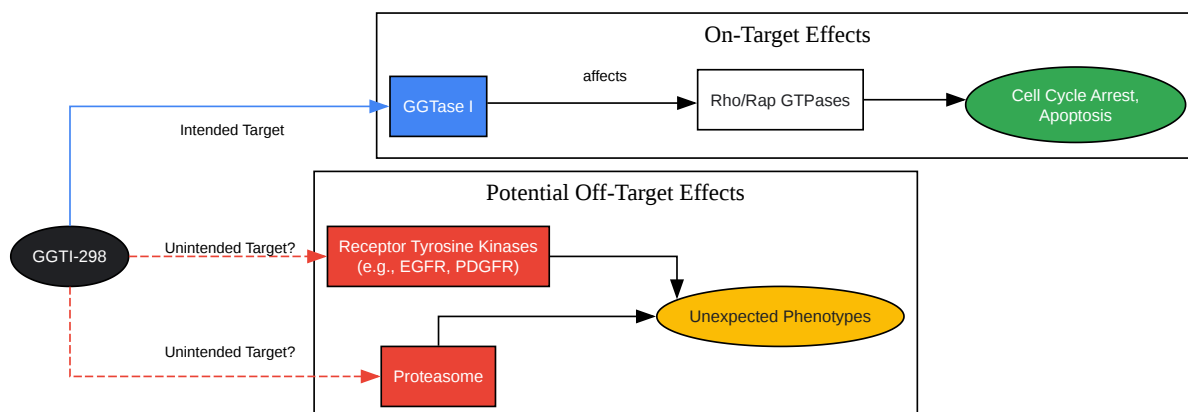 On-Target Effects
affects
GGTase I
Rho/Rap GTPases
Cell Cycle Arrest,
Apoptosis
Intended Target
Potential Off-Target Effects
GGTI-298
Unintended Target?
Receptor Tyrosine Kinases
(e.g., EGFR, PDGFR)
Unexpected Phenotypes
Unintended Target?
Proteasome